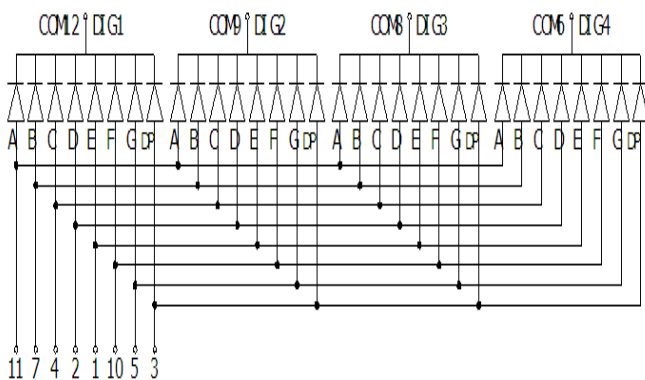 COM12 DIG1 COM9 DIG2 COM8 DIG3 COM6 DIG4
A B C D E F G DP A B C D E F G DP A B C D E F G DP A B C D E F G DP
11 7 4 2 1 10 5 3